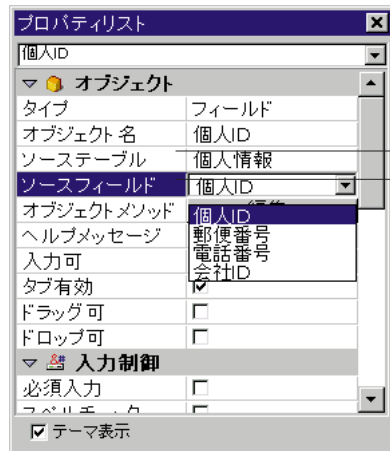 プロパティリスト
個人ID
オブジェクト
タイプ フィールド
オブジェクト名 個人ID
ソーステーブル 個人情報
ソースフィールド 個人ID
オブジェクトメソッド
個人ID
ヘルプメッセージ 郵便番号
入力可 電話番号
会社ID
タブ有効
ドラッグ可
ドロップ可
入力制御
必須入力
テーマ表示